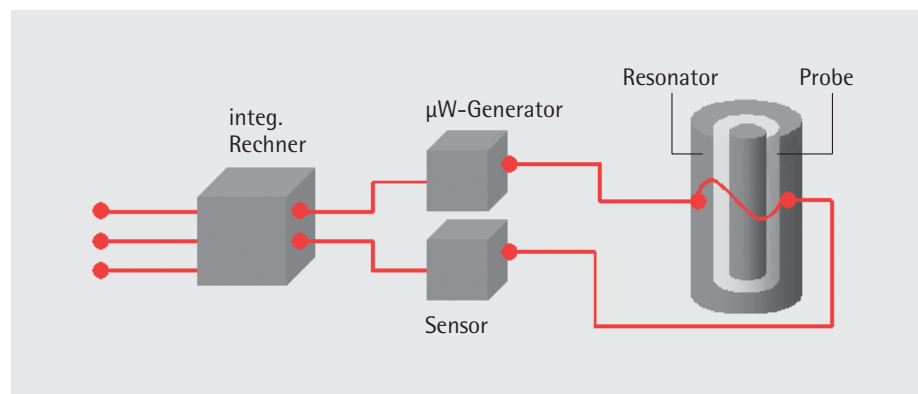 Resonator
Probe
µW-Generator
integ.
Rechner
Sensor